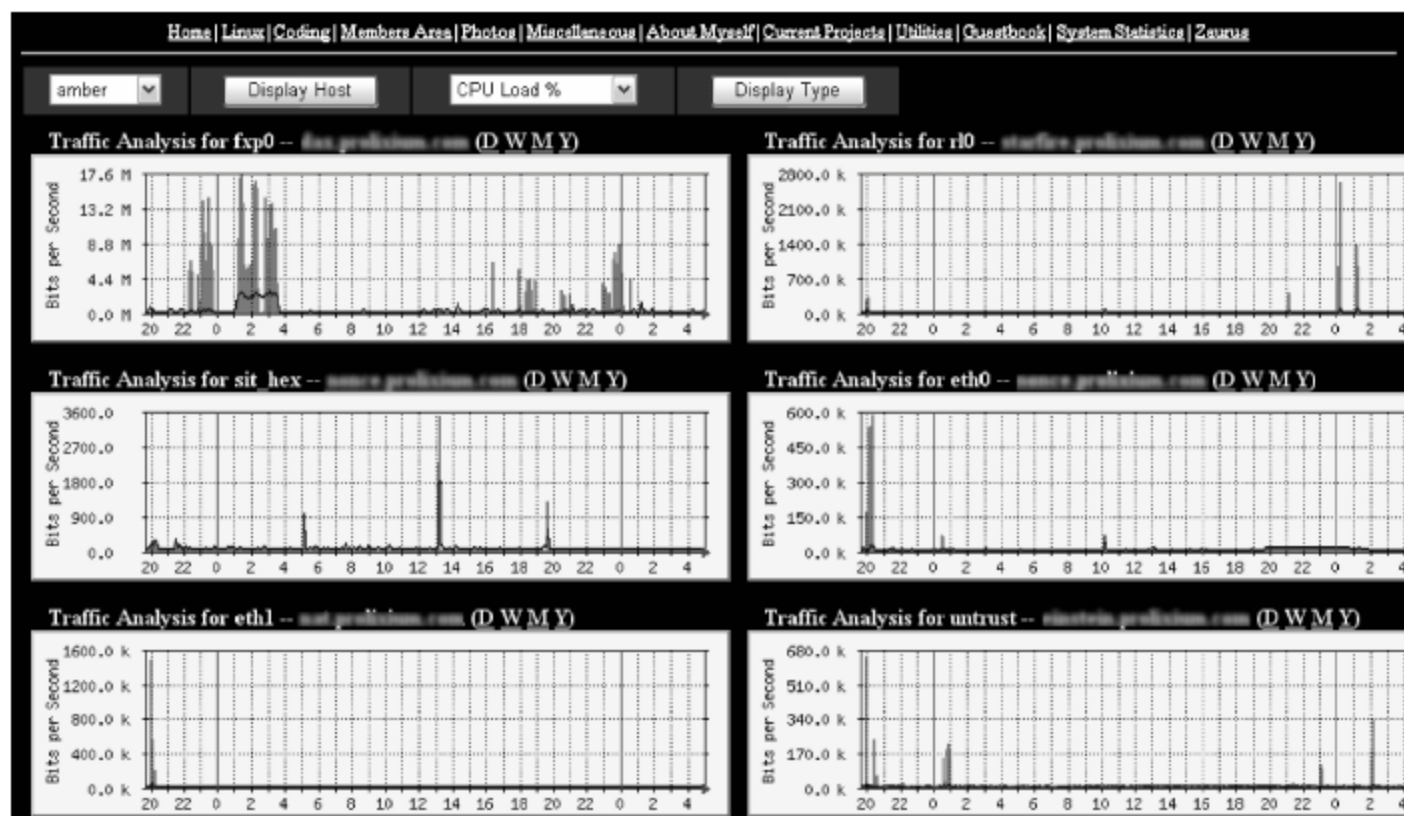 Home | Linux | Coding | Members Area | Photos | Miscellaneous | About Myself | Current Projects | Utilities | Guestbook | System Statistics | Zaurus
amber Display Host CPU Load % Display Type
Traffic Analysis for fxp0 -- (D W M Y)
Bits per Second
17.6 M
13.2 M
8.8 M
4.4 M
0.0 M
20 22 0 2 4 6 8 10 12 14 16 18 20 22 0 2 4
Traffic Analysis for rl0 -- (D W M Y)
Bits per Second
2800.0 k
2100.0 k
1400.0 k
700.0 k
0.0 k
20 22 0 2 4 6 8 10 12 14 16 18 20 22 0 2 4
Traffic Analysis for sit_hex -- (D W M Y)
Bits per Second
3600.0
2700.0
1800.0
900.0
0.0
20 22 0 2 4 6 8 10 12 14 16 18 20 22 0 2 4
Traffic Analysis for eth0 -- (D W M Y)
Bits per Second
600.0 k
450.0 k
300.0 k
150.0 k
0.0 k
20 22 0 2 4 6 8 10 12 14 16 18 20 22 0 2 4
Traffic Analysis for eth1 -- (D W M Y)
Bits per Second
1600.0 k
1200.0 k
800.0 k
400.0 k
0.0 k
20 22 0 2 4 6 8 10 12 14 16 18 20 22 0 2 4
Traffic Analysis for untrust -- (D W M Y)
Bits per Second
680.0 k
510.0 k
340.0 k
170.0 k
0.0 k
20 22 0 2 4 6 8 10 12 14 16 18 20 22 0 2 4